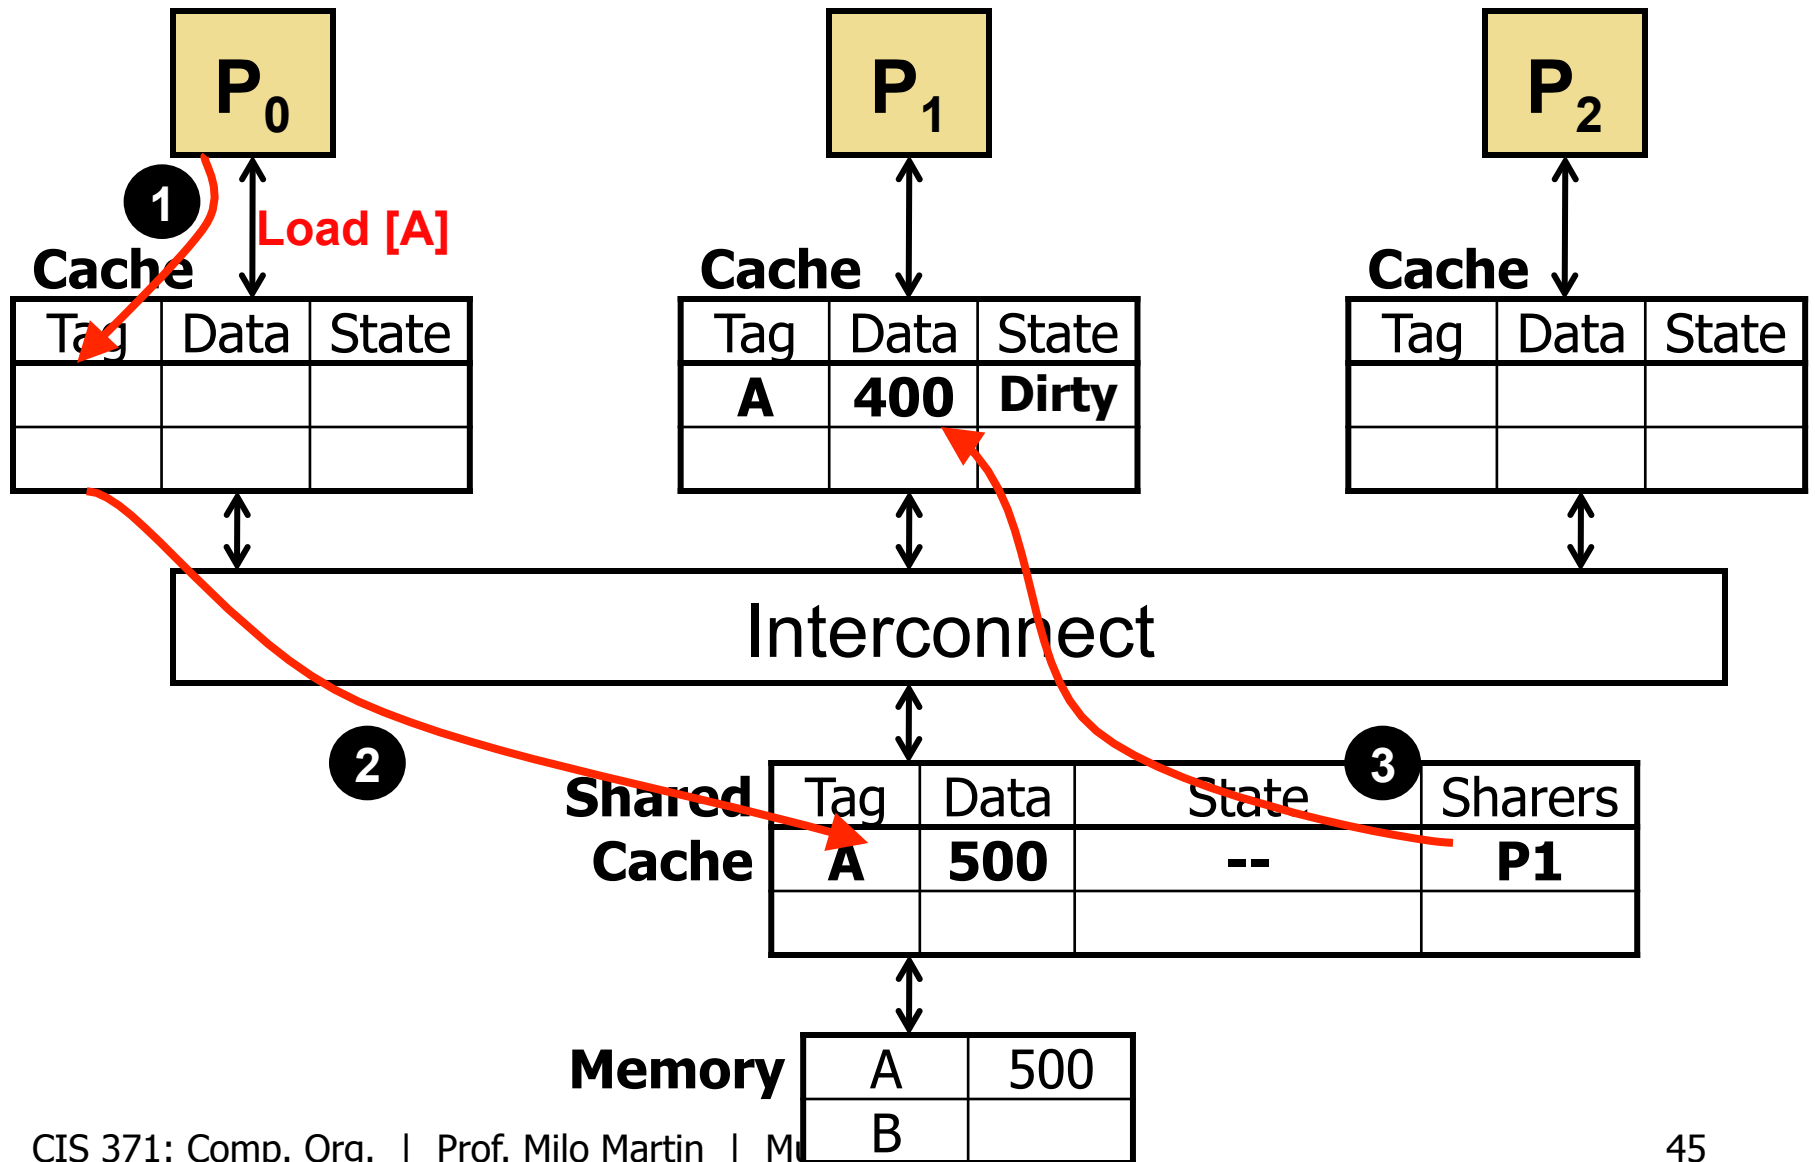 P0 P1 P2
1
Load [A]
Cache Cache Cache
Tag Data State Tag Data State Tag Data State
A 400 Dirty
Interconnect
2 3
Shared Tag Data State Sharers
Cache A 500 -- P1
Memory A 500
B
CIS 371: Comp. Org. | Prof. Milo Martin | 45